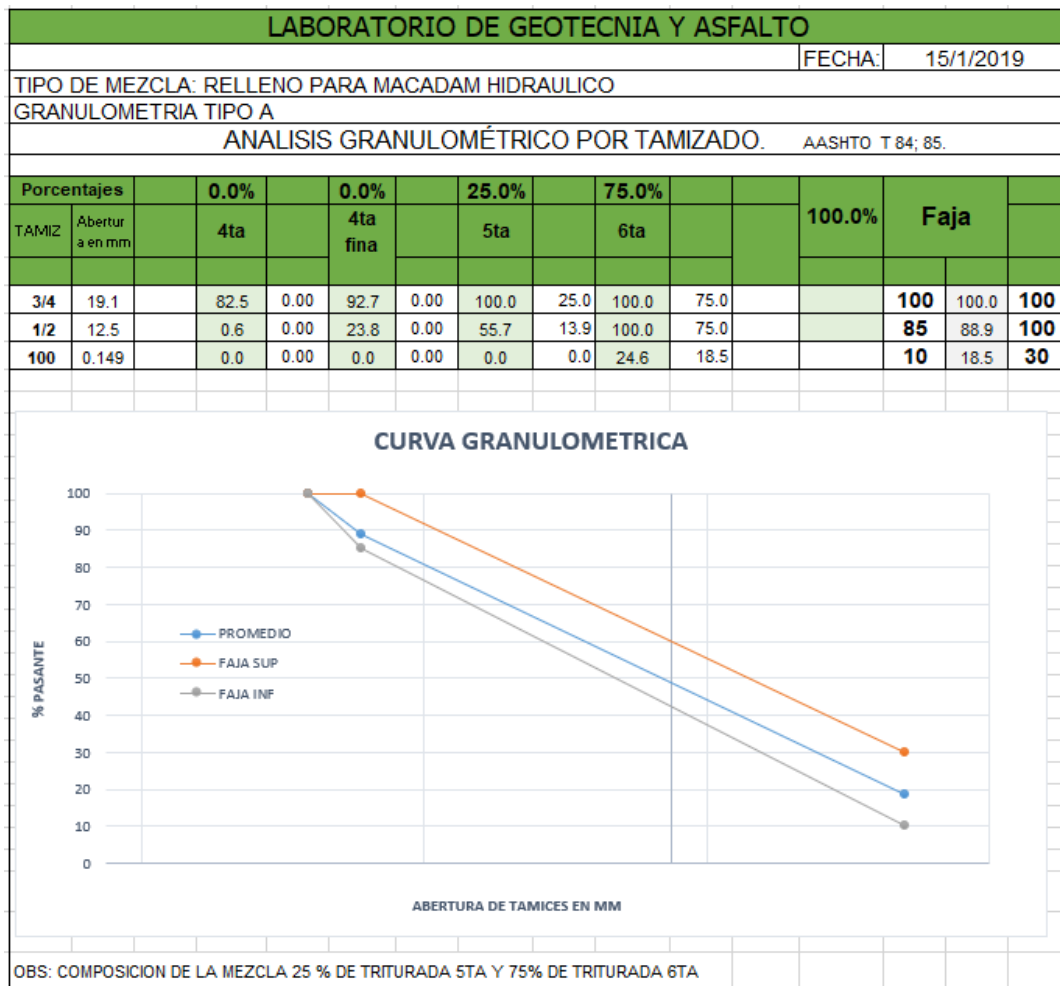 LABORATORIO DE GEOTECNIA Y ASFALTO
FECHA: 15/1/2019
TIPO DE MEZCLA: RELLENO PARA MACADAM HIDRAULICO
GRANULOMETRIA TIPO A
ANALISIS GRANULOMÉTRICO POR TAMIZADO. AASHTO T 84; 85.
Porcentajes 0.0% 0.0% 25.0% 75.0%
TAMIZ Abertur a en mm 4ta 4ta fina 5ta 6ta 100.0% Faja
3/4 19.1 82.5 0.00 92.7 0.00 100.0 25.0 100.0 75.0 100 100.0 100
1/2 12.5 0.6 0.00 23.8 0.00 55.7 13.9 100.0 75.0 85 88.9 100
100 0.149 0.0 0.00 0.0 0.00 0.0 0.0 24.6 18.5 10 18.5 30
CURVA GRANULOMETRICA
100
90
80
70
60
50
40
30
20
10
0
% PASANTE
PROMEDIO
FAJA SUP
FAJA INF
ABERTURA DE TAMICES EN MM
OBS: COMPOSICION DE LA MEZCLA 25 % DE TRITURADA 5TA Y 75% DE TRITURADA 6TA